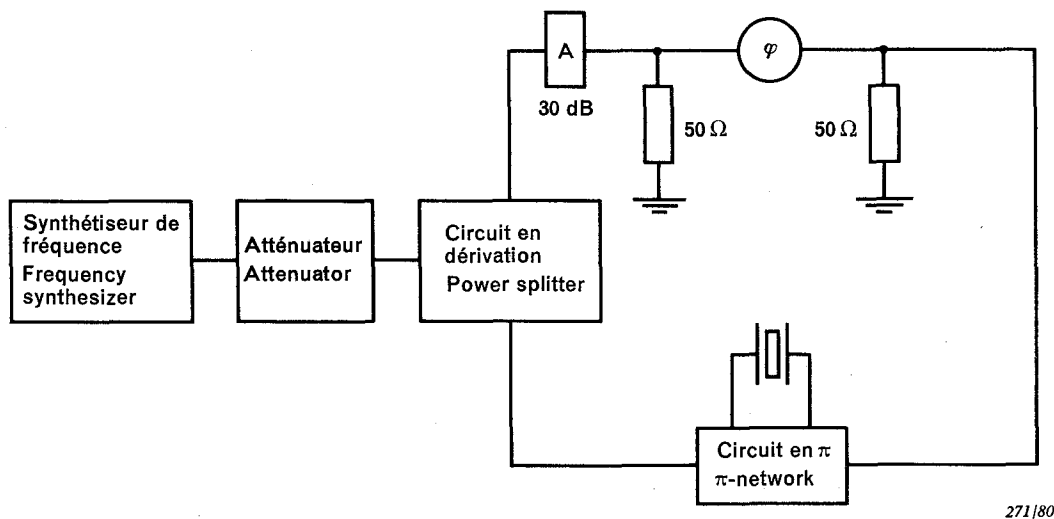 A
30 dB
φ
50 Ω
50 Ω
Synthétiseur de
fréquence
Frequency
synthesizer
Atténuateur
Attenuator
Circuit en
dérivation
Power splitter
Circuit en π
π-network
271/80